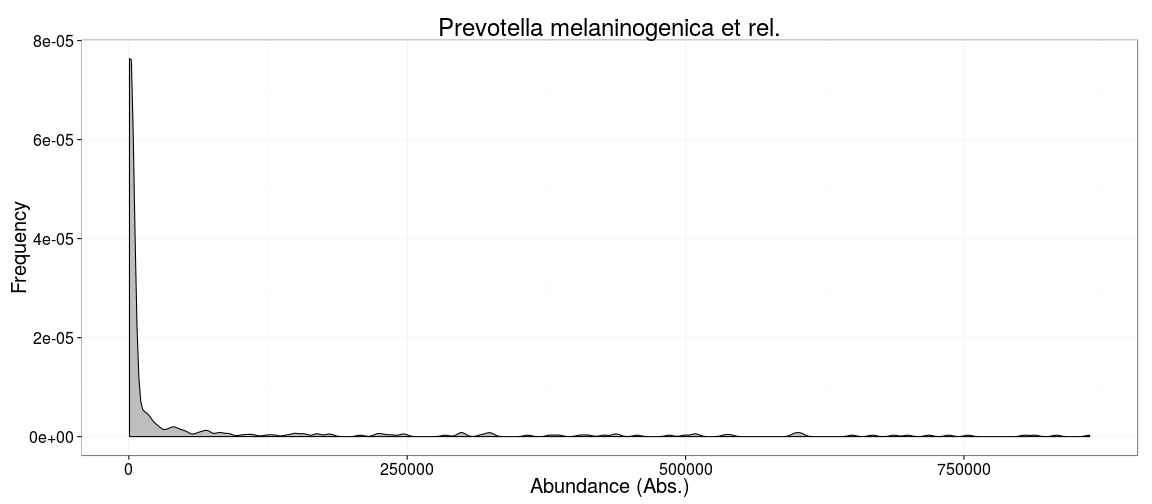 Prevotella melaninogenica et rel.
8e-05
6e-05
4e-05
2e-05
0e+00
Frequency
0
250000
500000
750000
Abundance (Abs.)